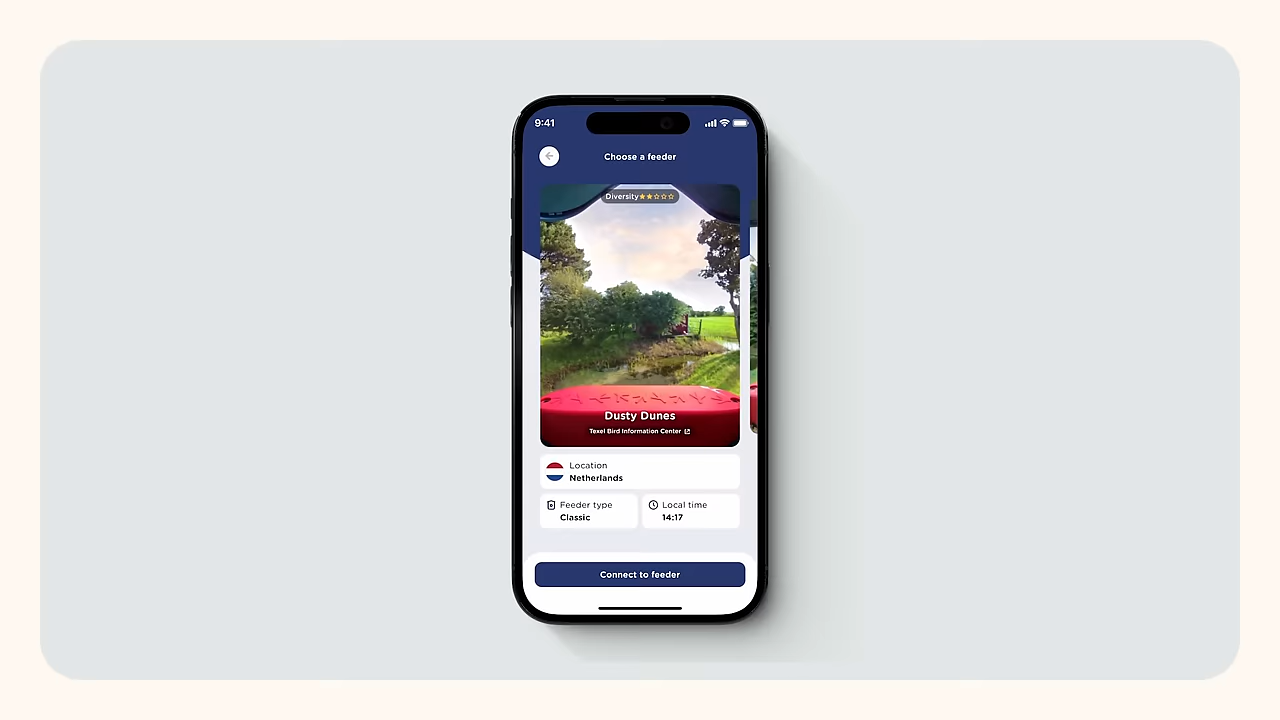 9:41
Choose a feeder
Diversity
Dusty Dunes
Texel Bird Information Center
Location
Netherlands
Feeder type
Classic
Local time
14:17
Connect to feeder